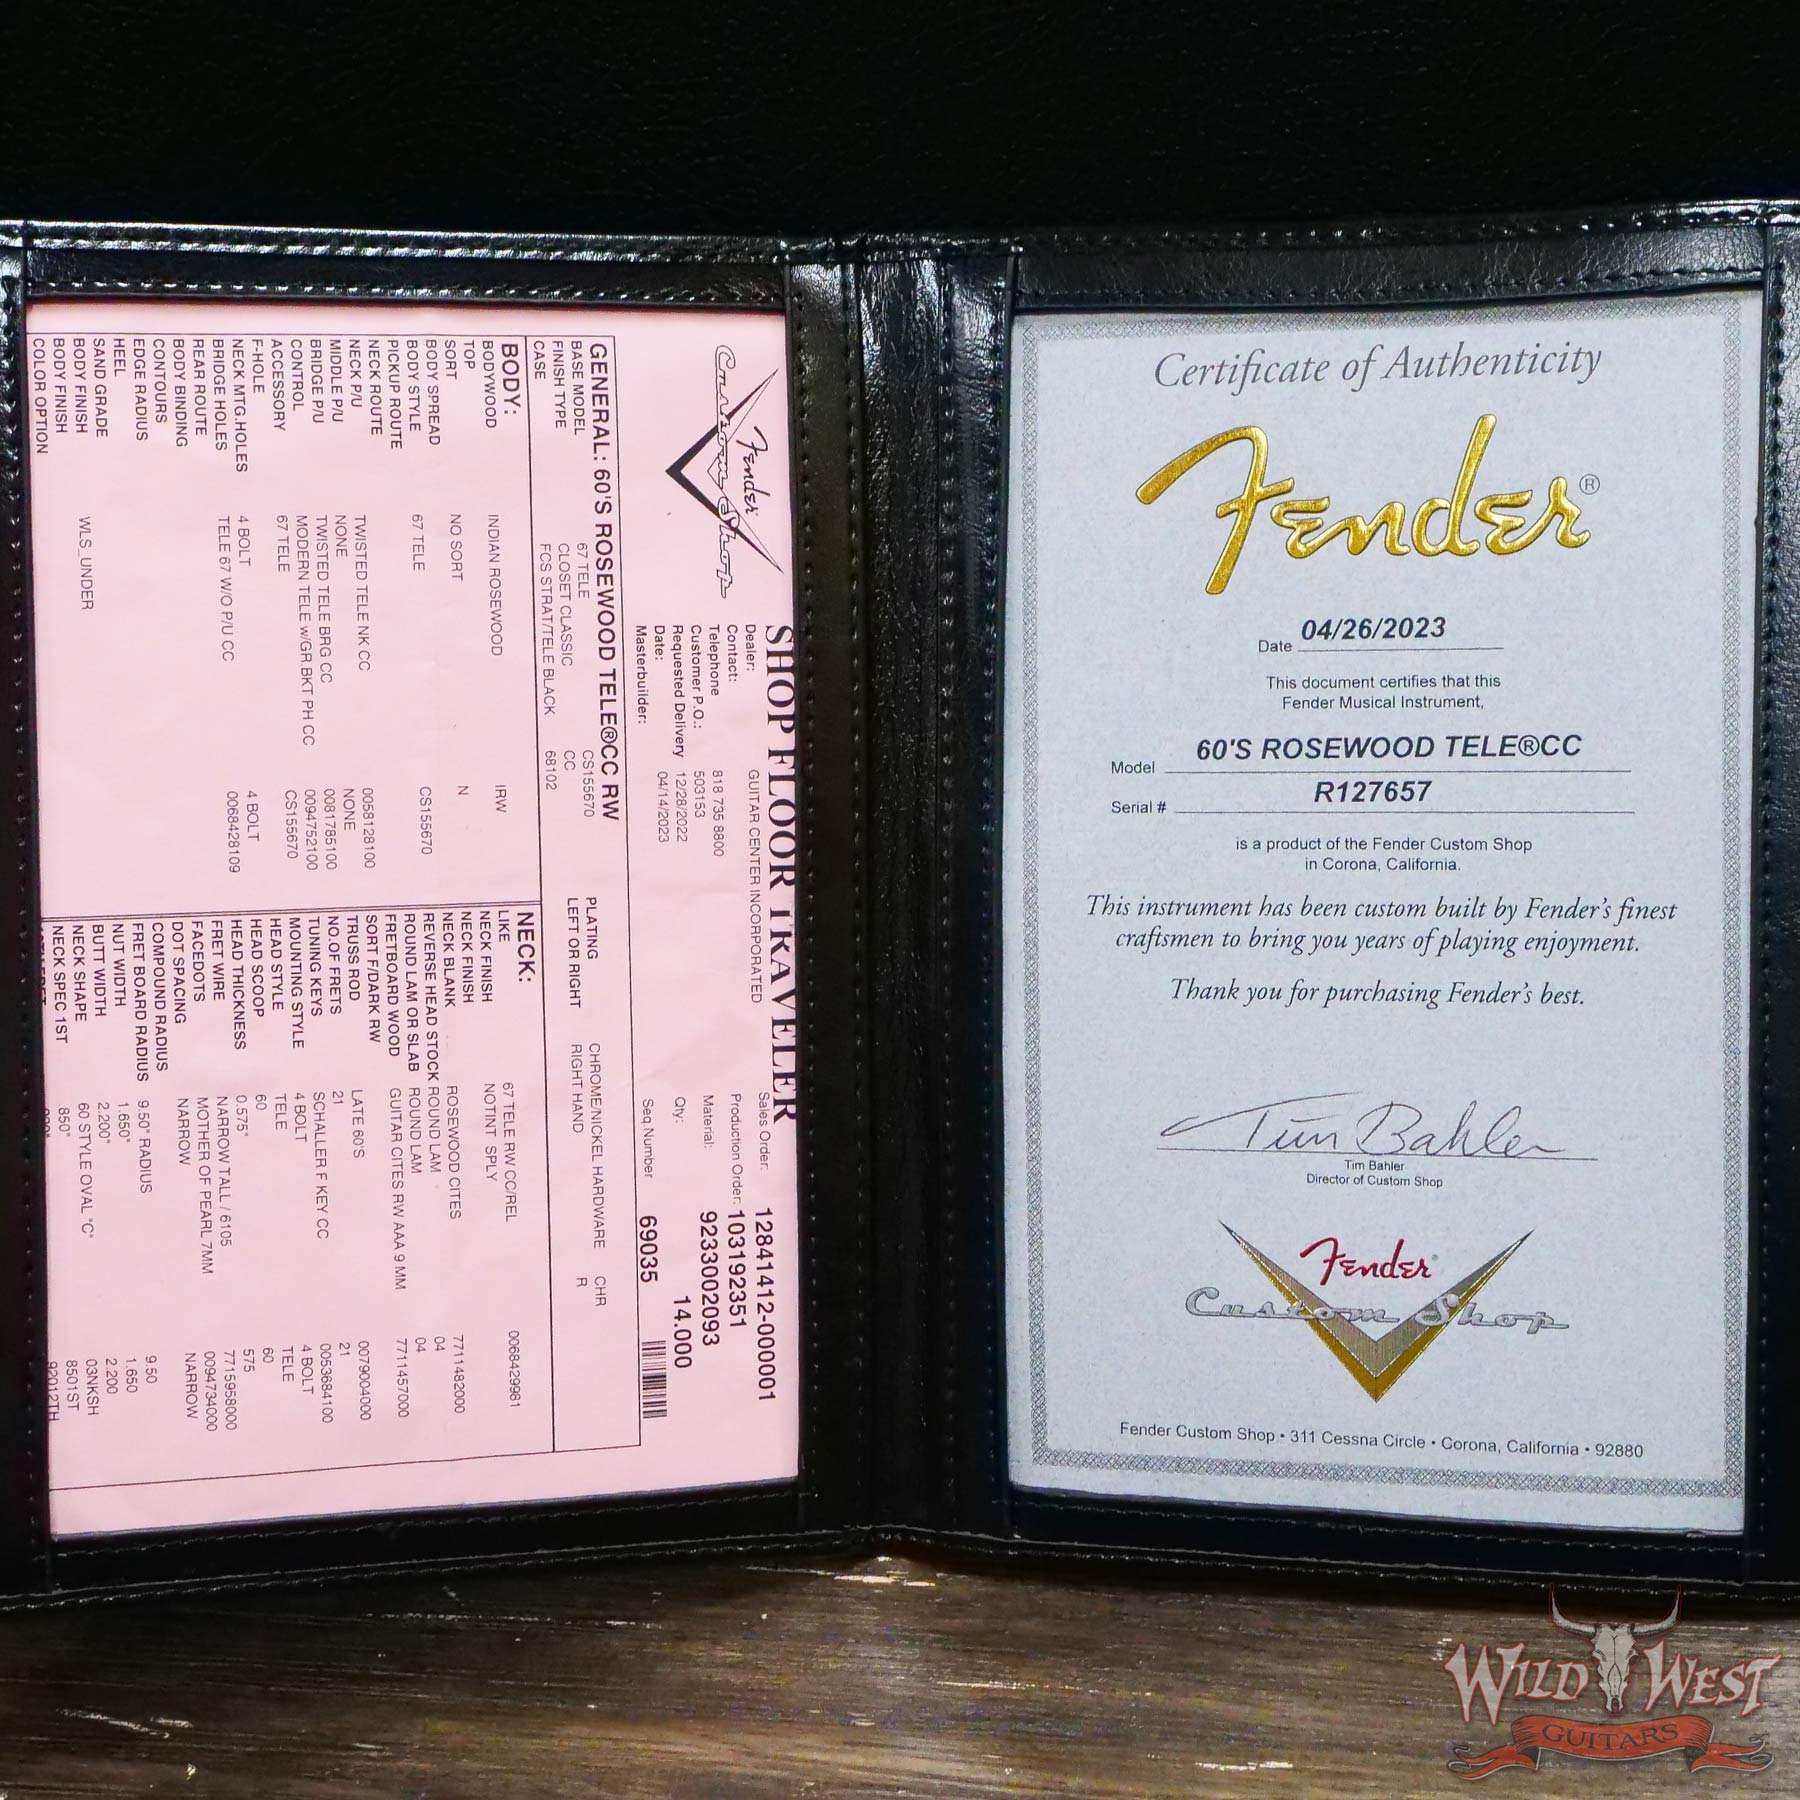 Fender
Custom Shop
SHOP FLOOR TRAVELER
Dealer: GUITAR CENTER INCORPORATED
Contact:
Telephone 818 735 8800
Customer P.O.: 503153
Requested Delivery 12/28/2022
Date: 04/14/2023
Masterbuilder:
Sales Order: 128414412-000001
Production Order: 1031922351
Material: 9233002093
Qty: 14.000
Seq Number 69035
GENERAL: 60'S ROSEWOOD TELE®CC RW
BASE MODEL 67 TELE CS155670 PLATING CHROME/NICKEL HARDWARE CHR
FINISH TYPE CLOSET CLASSIC CC LEFT OR RIGHT RIGHT HAND R
CASE FCS STRAT/TELE BLACK 68102
BODY:
BODYWOOD INDIAN ROSEWOOD IRW
TOP
SORT NO SORT N
BODY SPREAD
BODY STYLE 67 TELE CS155670
PICKUP ROUTE
NECK ROUTE
NECK P/U TWISTED TELE NK CC 0058128100
MIDDLE P/U NONE NONE
BRIDGE P/U TWISTED TELE BRG CC 0081785100
CONTROL MODERN TELE w/GR BKT PH CC 0094752100
ACCESSORY 67 TELE CS155670
F-HOLE
NECK MTG.HOLES 4 BOLT 4 BOLT
BRIDGE HOLES TELE 67 W/O P/U CC 0068428109
REAR ROUTE
BODY BINDING
CONTOURS
EDGE RADIUS
HEEL
SAND GRADE
BODY FINISH WLS_UNDER
BODY FINISH
COLOR OPTION
NECK:
LIKE 67 TELE RW CC/REL 0068429981
NECK FINISH NOTINT SPLY
NECK FINISH
NECK BLANK ROSEWOOD CITES 7711482000
REVERSE HEAD STOCK ROUND LAM 04
ROUND LAM OR SLAB ROUND LAM 04
FRETBOARD WOOD GUITAR CITES RW AAA 9 MM 7711457000
SORT F/DARK RW
TRUSS ROD LATE 60'S 0079004000
NO.OF FRETS 21 21
TUNING KEYS SCHALLER F KEY CC 0053684100
MOUNTING STYLE 4 BOLT 4 BOLT
HEAD STYLE TELE TELE
HEAD SCOOP 60 60
HEAD THICKNESS 0.575" 575
FRET WIRE NARROW TALL / 6105 7715958000
FACEDOTS MOTHER OF PEARL 7MM 0094734000
DOT SPACING NARROW NARROW
COMPOUND RADIUS
FRET BOARD RADIUS 9.50" RADIUS 9.50
NUT WIDTH 1.650" 1.650
BUTT WIDTH 2.200" 2.200
NECK SHAPE 60 STYLE OVAL "C" 03NKSH
NECK SPEC 1ST .850" 8501ST
92012TH
Certificate of Authenticity
Fender®
Date 04/26/2023
This document certifies that this
Fender Musical Instrument,
Model 60'S ROSEWOOD TELE®CC
Serial # R127657
is a product of the Fender Custom Shop
in Corona, California.
This instrument has been custom built by Fender's finest
craftsmen to bring you years of playing enjoyment.
Thank you for purchasing Fender's best.
Tim Bahler
Tim Bahler
Director of Custom Shop
Fender
Custom Shop
Fender Custom Shop • 311 Cessna Circle • Corona, California • 92880
WILD WEST
GUITARS